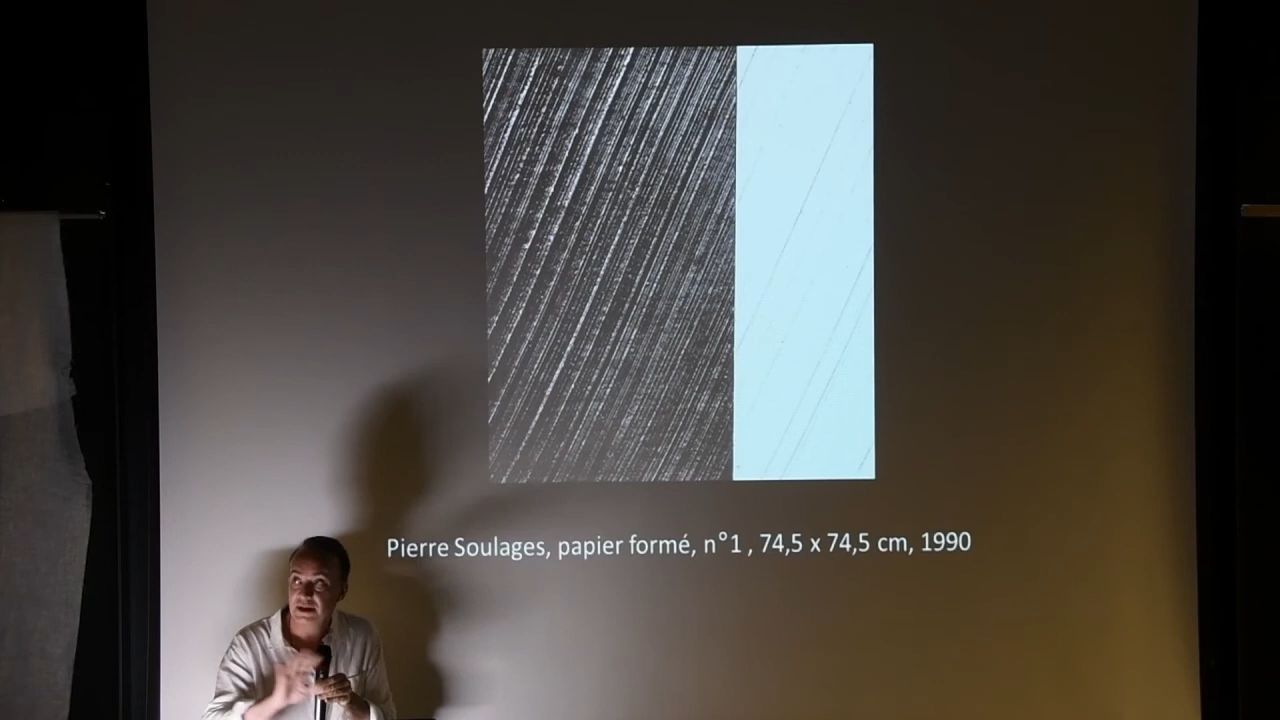 Pierre Soulages, papier formé, n°1 , 74,5 x 74,5 cm, 1990